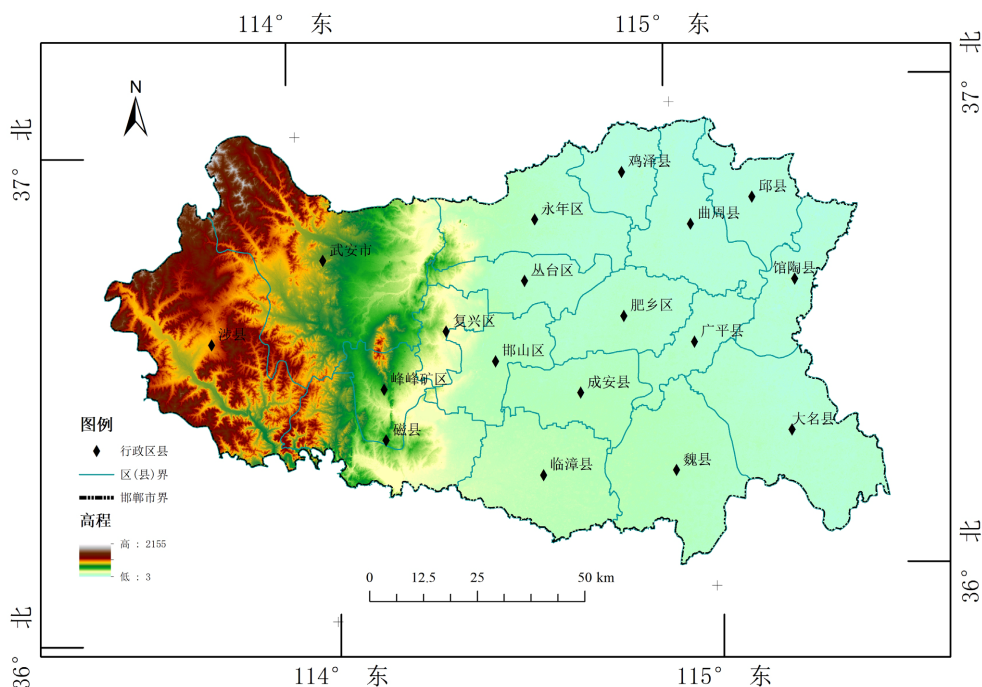 114° 东
115° 东
37° 北
37° 北
N
鸡泽县
邱县
永年区
曲周县
武安市
丛台区
馆陶县
肥乡区
复兴区
广平县
涉县
邯山区
峰峰矿区
成安县
大名县
磁县
临漳县
魏县
图例
行政区县
区(县)界
邯郸市界
高程
高 : 2155
低 : 3
0 12.5 25 50 km
36° 北
36° 北
114° 东
115° 东